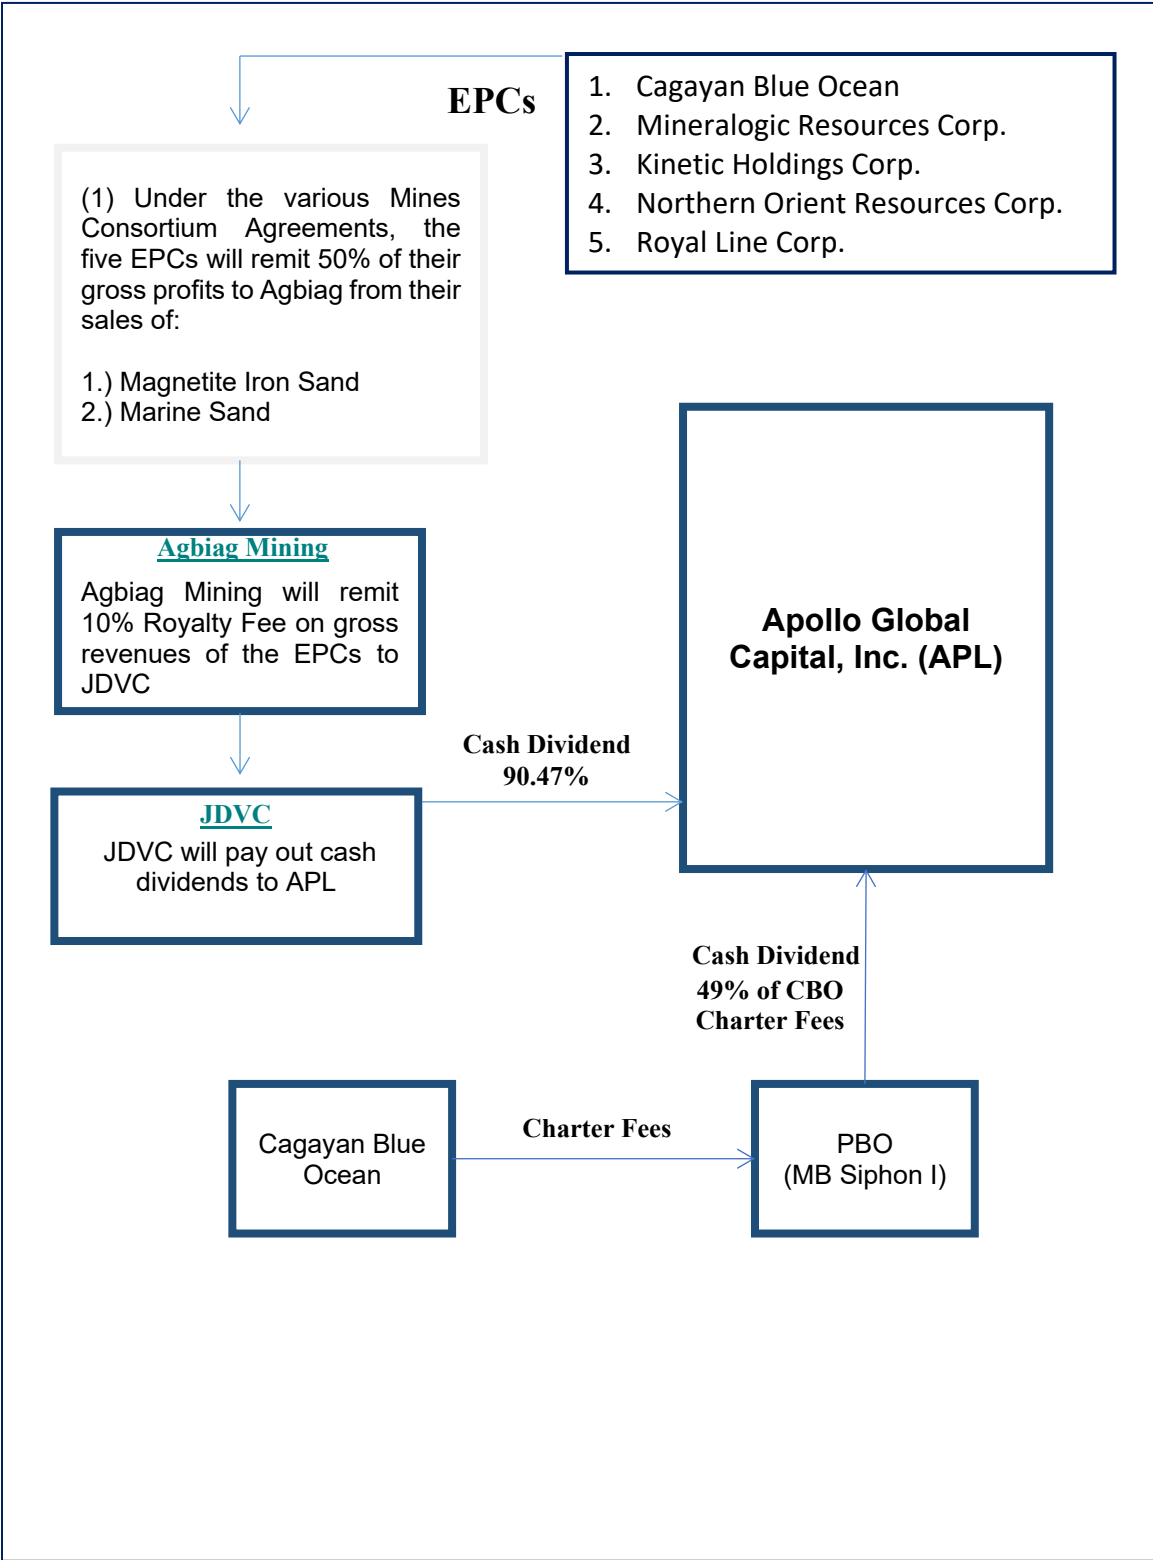 EPCs
1. Cagayan Blue Ocean
2. Mineralogic Resources Corp.
3. Kinetic Holdings Corp.
4. Northern Orient Resources Corp.
5. Royal Line Corp.
(1) Under the various Mines
Consortium Agreements, the
five EPCs will remit 50% of their
gross profits to Agbiag from their
sales of:
1.) Magnetite Iron Sand
2.) Marine Sand
Agbiag Mining
Agbiag Mining will remit
10% Royalty Fee on gross
revenues of the EPCs to
JDVC
Apollo Global
Capital, Inc. (APL)
Cash Dividend
90.47%
JDVC
JDVC will pay out cash
dividends to APL
Cash Dividend
49% of CBO
Charter Fees
Cagayan Blue
Ocean
Charter Fees
PBO
(MB Siphon I)